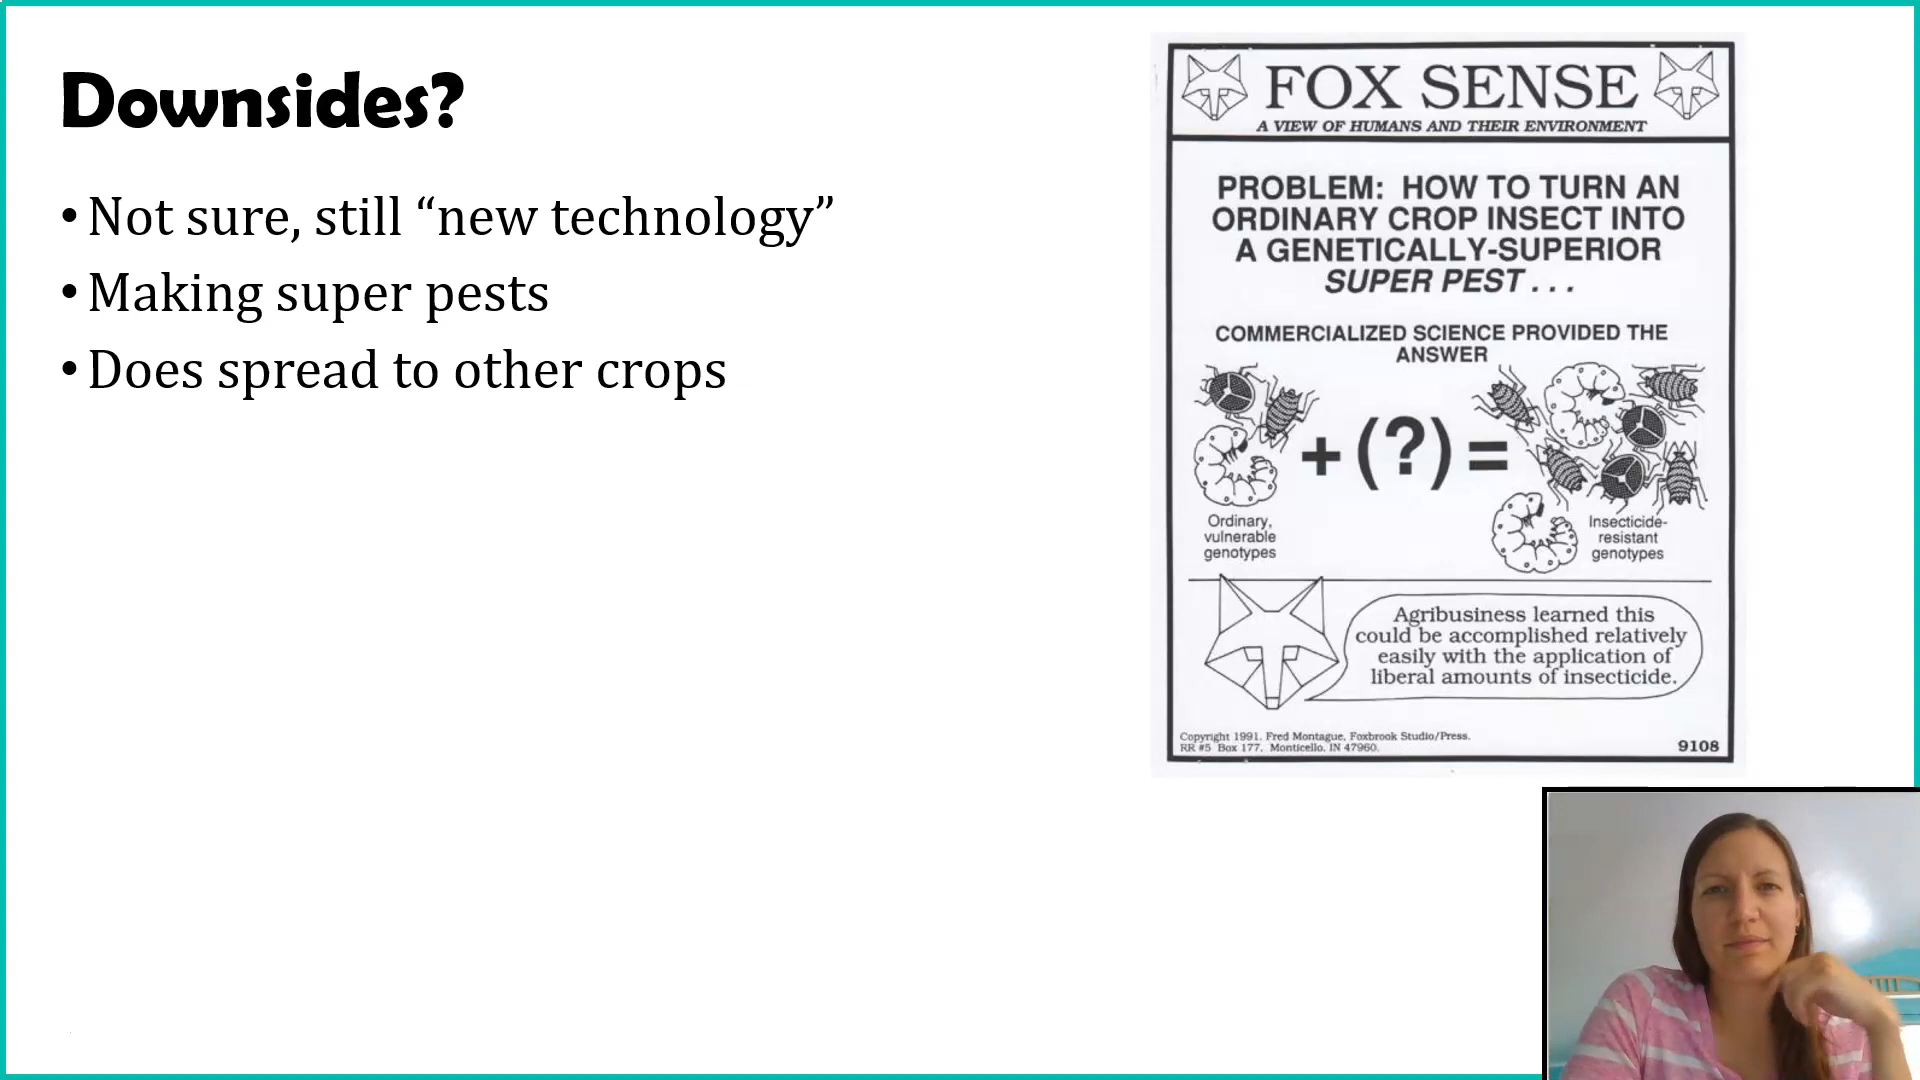 Downsides?
• Not sure, still “new technology”
• Making super pests
• Does spread to other crops
FOX SENSE
A VIEW OF HUMANS AND THEIR ENVIRONMENT
PROBLEM: HOW TO TURN AN
ORDINARY CROP INSECT INTO
A GENETICALLY-SUPERIOR
SUPER PEST . . .
COMMERCIALIZED SCIENCE PROVIDED THE
ANSWER
+ (?) =
Ordinary,
vulnerable
genotypes
Insecticide-
resistant
genotypes
Agribusiness learned this
could be accomplished relatively
easily with the application of
liberal amounts of insecticide.
Copyright 1991. Fred Montague, Foxbrook Studio/Press.
RR #5 Box 177, Monticello, IN 47960.
9108